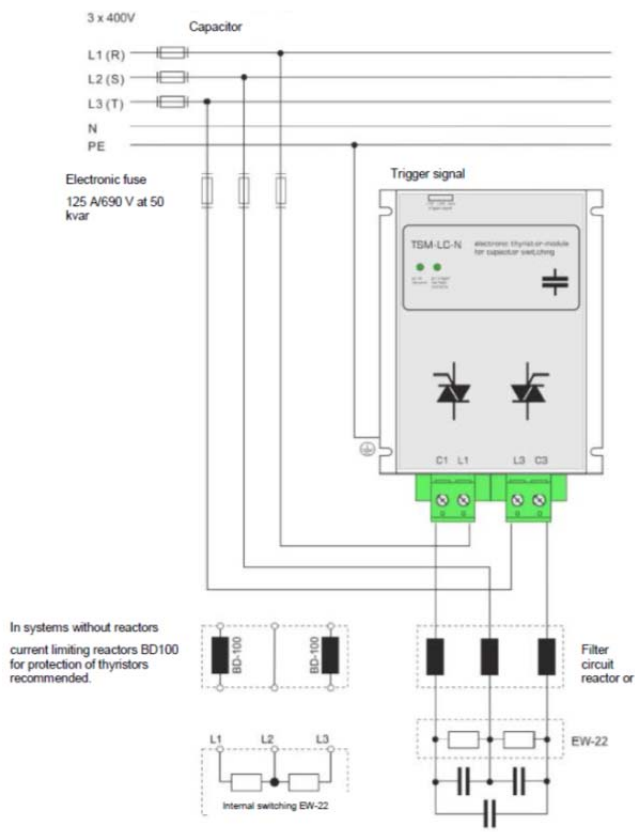 3 x 400V
Capacitor
L1 (R)
L2 (S)
L3 (T)
N
PE
Electronic fuse
125 A/690 V at 50
kvar
Trigger signal
TSM-LC-N
electronic thyristor-module
for capacitor switching
C1 L1
L3 C3
In systems without reactors
current limiting reactors BD100
for protection of thyristors
recommended.
BD-100
BD-100
Filter
circuit
reactor or
EW-22
L1
L2
L3
Internal switching EW-22